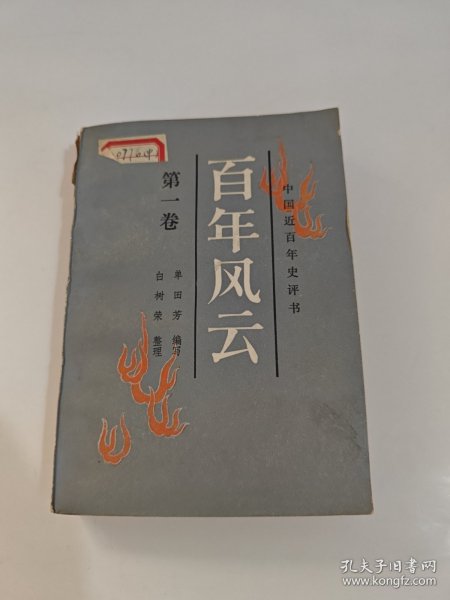 中国近百年史评书
百年风云
第一卷
单田芳 编写
白树荣 整理
孔夫子旧书网
www.kongfz.com